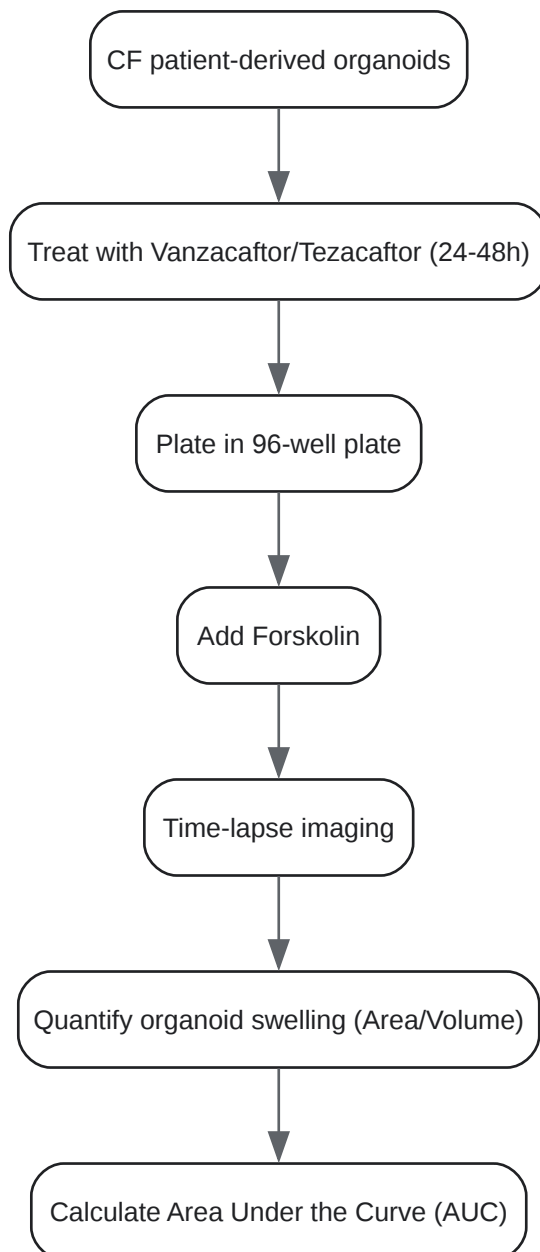 CF patient-derived organoids
Treat with Vanzacaftor/Tezacaftor (24-48h)
Plate in 96-well plate
Add Forskolin
Time-lapse imaging
Quantify organoid swelling (Area/Volume)
Calculate Area Under the Curve (AUC)